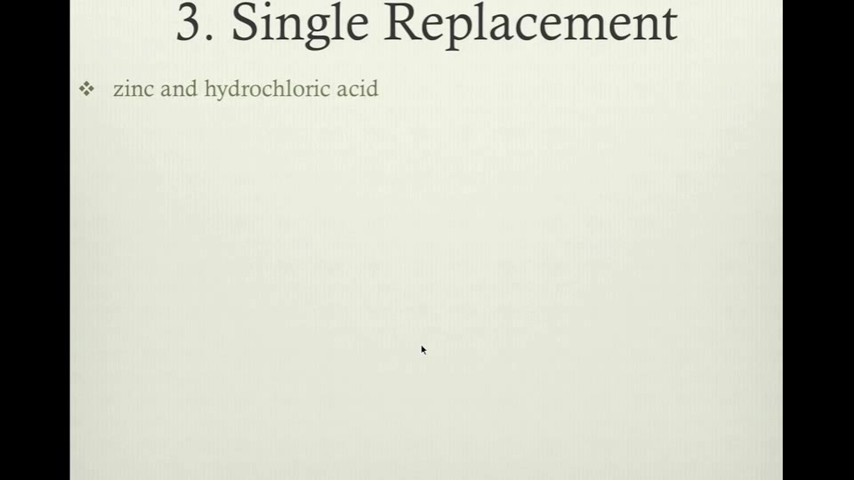 3. Single Replacement
❖ zinc and hydrochloric acid